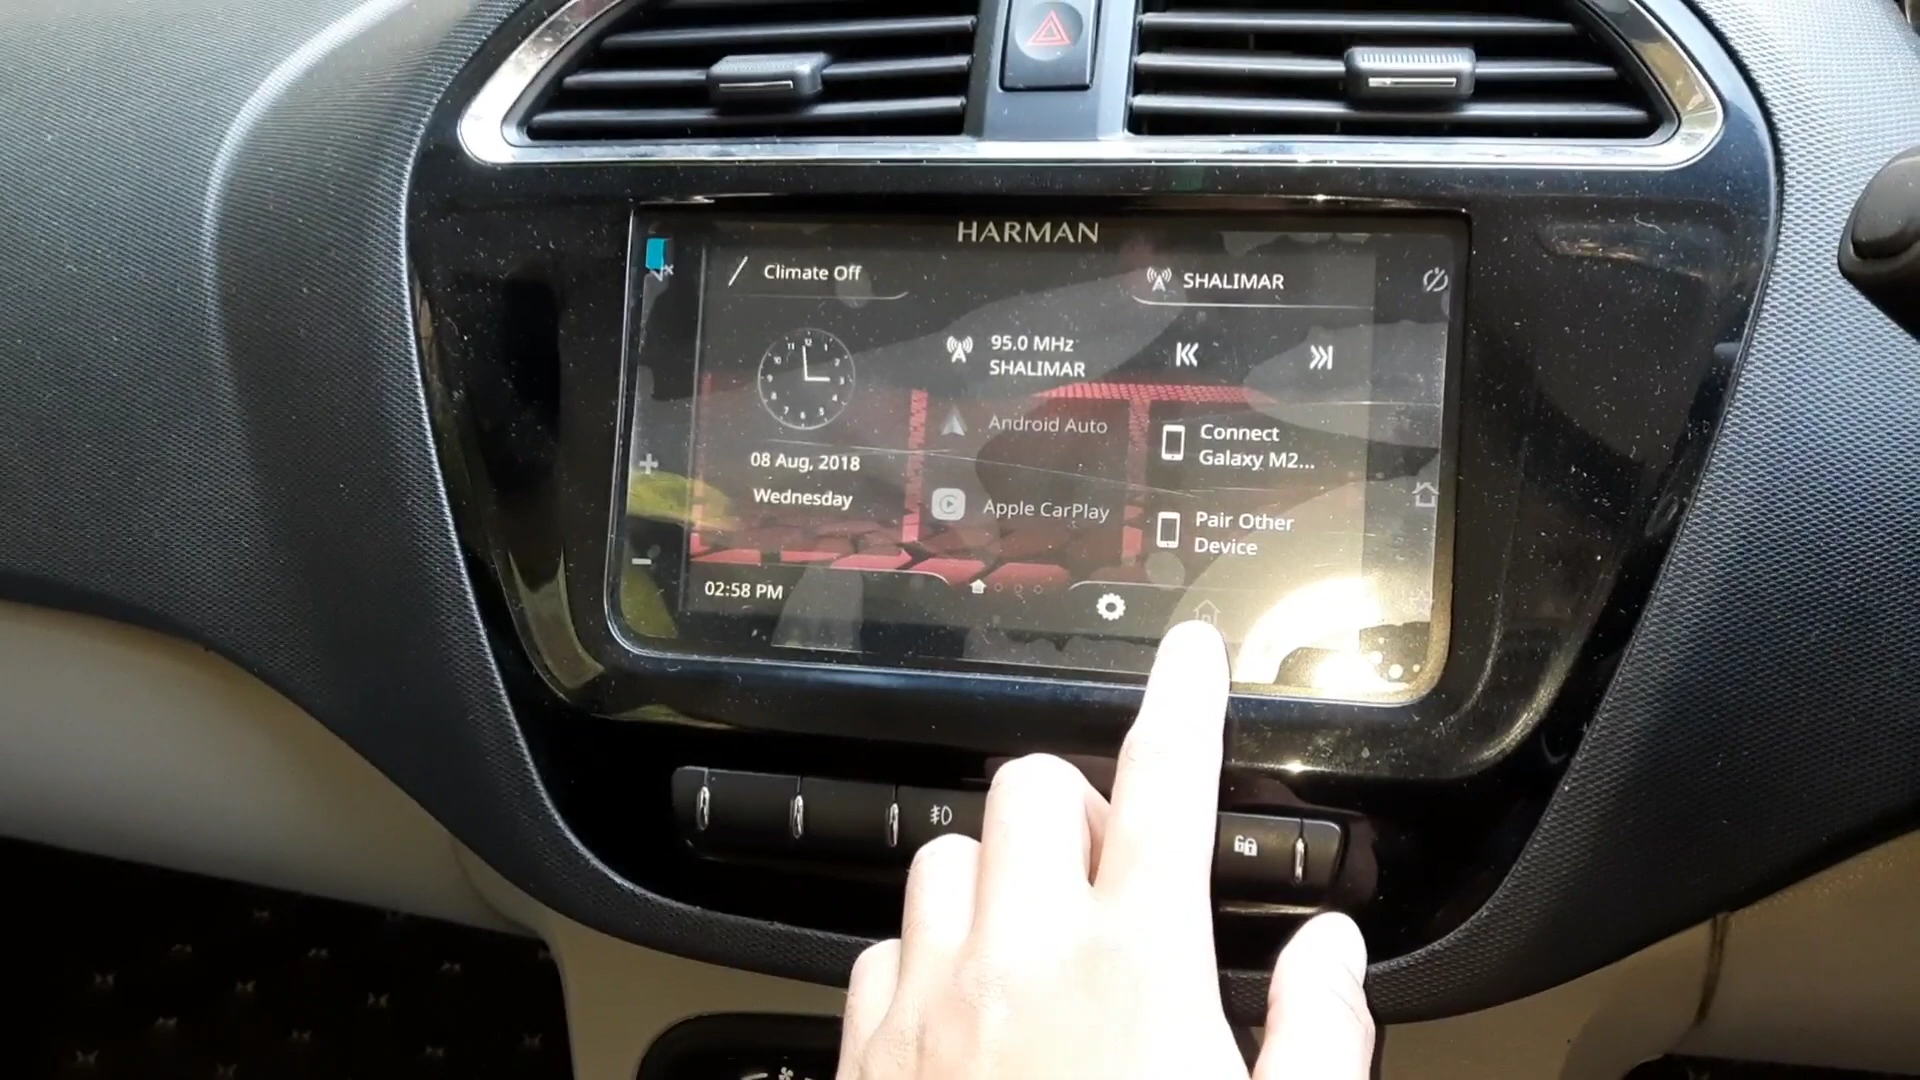 HARMAN
Climate Off
SHALIMAR
95.0 MHz
SHALIMAR
Android Auto
Connect
Galaxy M2...
08 Aug, 2018
Wednesday
Apple CarPlay
Pair Other
Device
02:58 PM